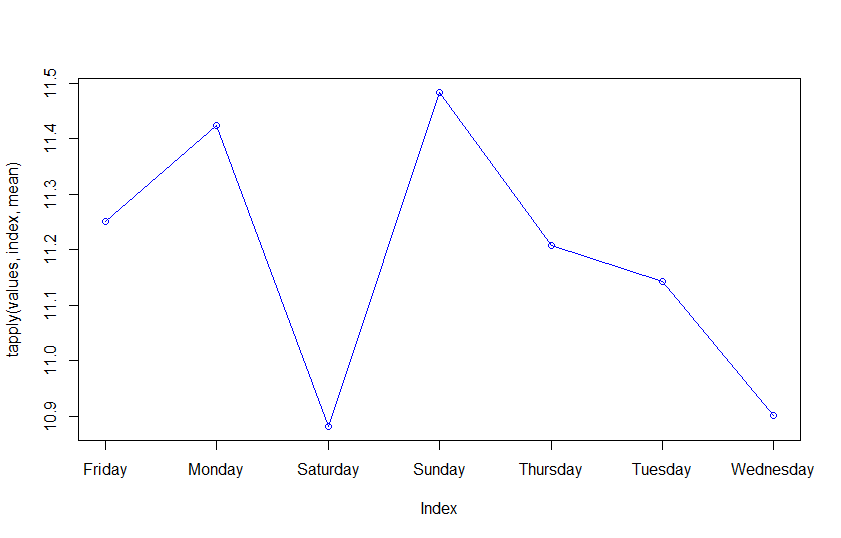 tapply(values, index, mean)
11.5
11.4
11.3
11.2
11.1
11.0
10.9
Friday Monday Saturday Sunday Thursday Tuesday Wednesday
Index